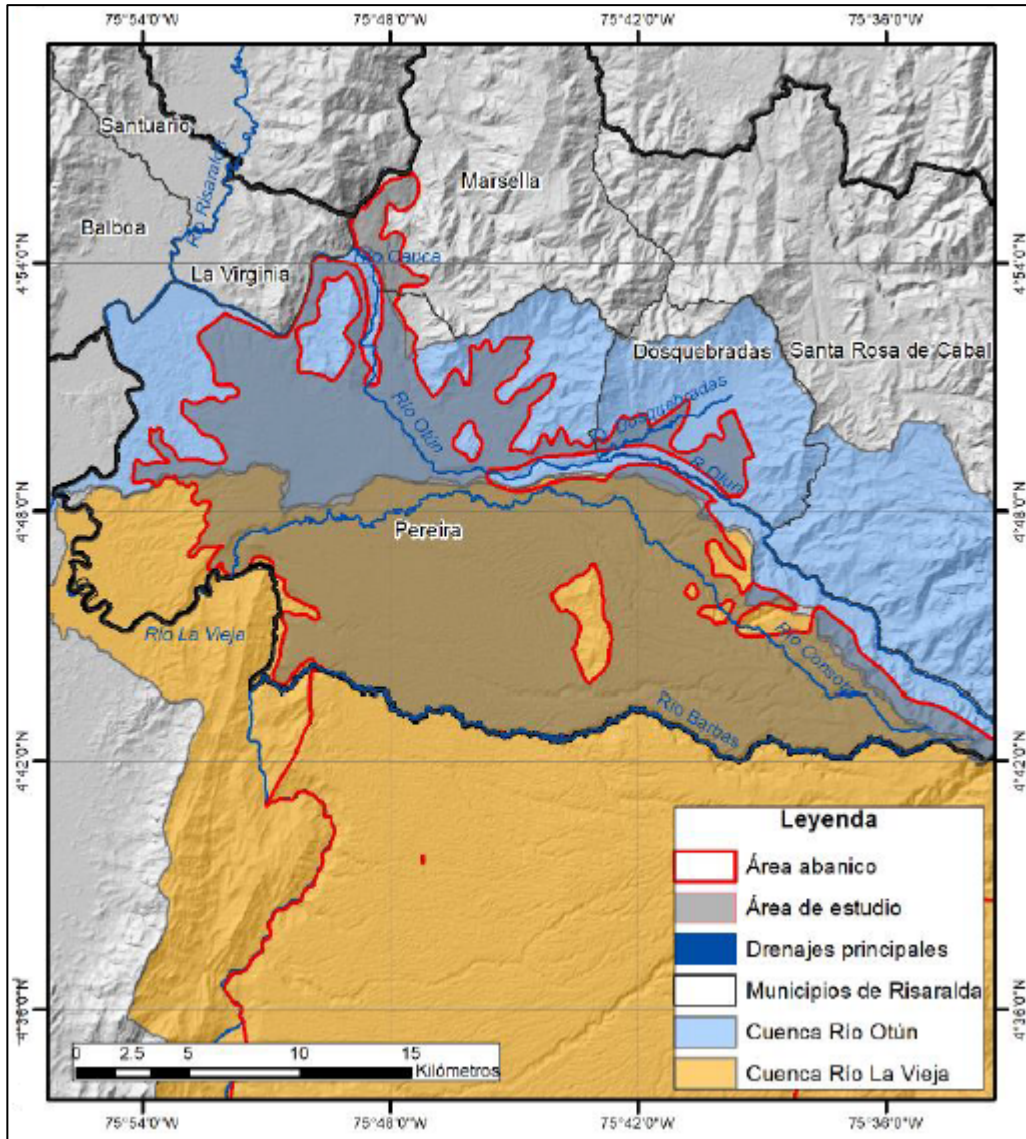 75°54'0"W
75°48'0"W
75°42'0"W
75°36'0"W
Santuario
Río Risaralda
Marsella
Balboa
4°54'0"N
La Virginia
Río Cauca
4°54'0"N
Dosquebradas
Santa Rosa de Cabal
Río Otún
Dosquebradas
R. Otún
4°48'0"N
Pereira
4°48'0"N
Río La Vieja
Río Consota
Río Barbas
4°42'0"N
4°42'0"N
Leyenda
Área abanico
Área de estudio
Drenajes principales
Municipios de Risaralda
Cuenca Río Otún
Cuenca Río La Vieja
4°36'0"N
4°36'0"N
0 2.5 5 10 15
Kilómetros
75°54'0"W
75°48'0"W
75°42'0"W
75°36'0"W